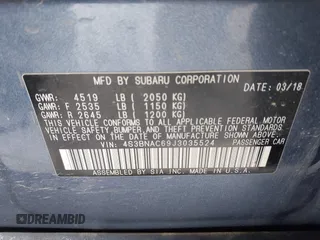 MFD BY SUBARU CORPORATION
GVWR: 4519 LB ( 2050 KG) DATE: 03/18
GAWR: F 2535 LB ( 1150 KG)
GAWR: R 2645 LB ( 1200 KG)
THIS VEHICLE CONFORMS TO ALL APPLICABLE FEDERAL MOTOR VEHICLE
SAFETY, BUMPER, AND THEFT PREVENTION STANDARDS IN EFFECT
ON THE DATE OF MANUFACTURE SHOWN ABOVE.
VIN: 4S3BNAC69J3035524 PASSENGER CAR
ASSEMBLED BY SIA INC. MADE IN U.S.A.
DREAMBID